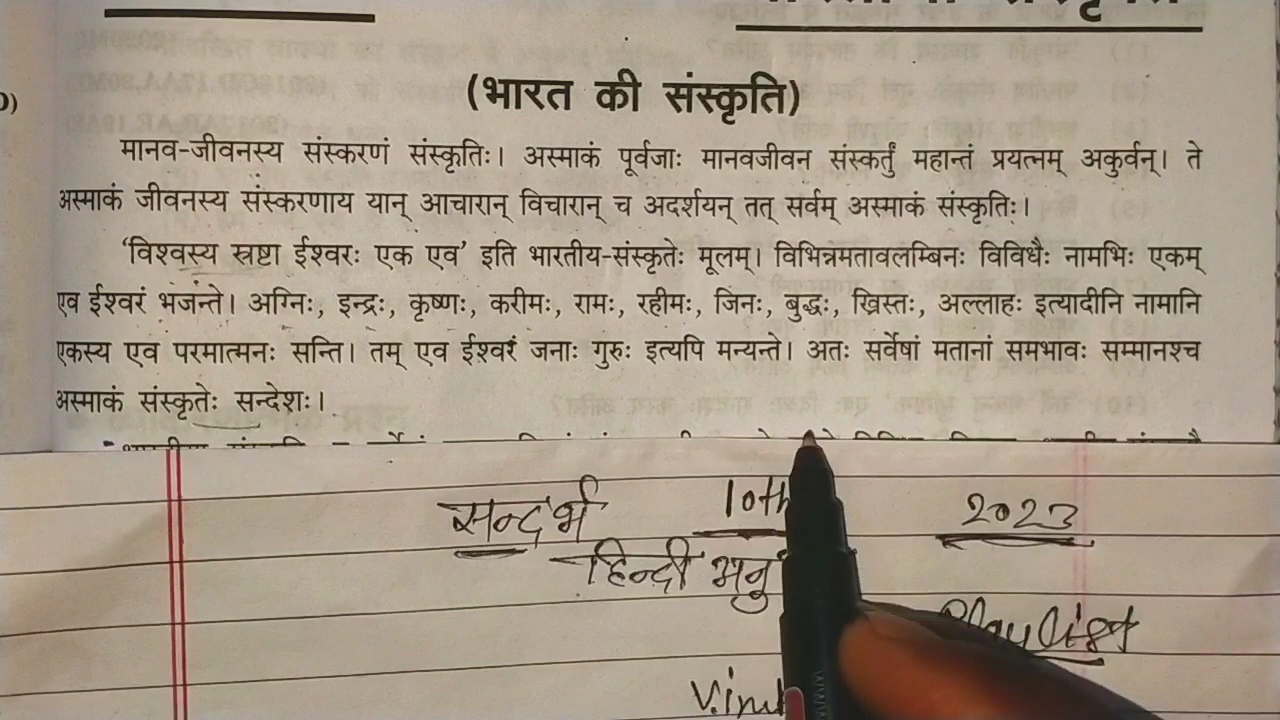 (भारत की संस्कृति)
मानव-जीवनस्य संस्करणं संस्कृतिः। अस्माकं पूर्वजाः मानवजीवन संस्कर्तुं महान्तं प्रयत्नम् अकुर्वन्। ते
अस्माकं जीवनस्य संस्करणाय यान् आचारान् विचारान् च अदर्शयन् तत् सर्वम् अस्माकं संस्कृतिः।
‘विश्वस्य स्रष्टा ईश्वरः एक एव’ इति भारतीय-संस्कृतेः मूलम्। विभिन्नमतावलम्बिनः विविधैः नामभिः एकम्
एव ईश्वरं भजन्ते। अग्निः, इन्द्रः, कृष्णः, करीमः, रामः, रहीमः, जिनः, बुद्धः, ख्रिस्तः, अल्लाहः इत्यादीनि नामानि
एकस्य एव परमात्मनः सन्ति। तम् एव ईश्वरं जनाः गुरुः इत्यपि मन्यन्ते। अतः सर्वेषां मतानां समभावः सम्मानश्च
अस्माकं संस्कृतेः सन्देशः।
सन्दर्भ 10th 2023
हिन्दी अनु
Playlist